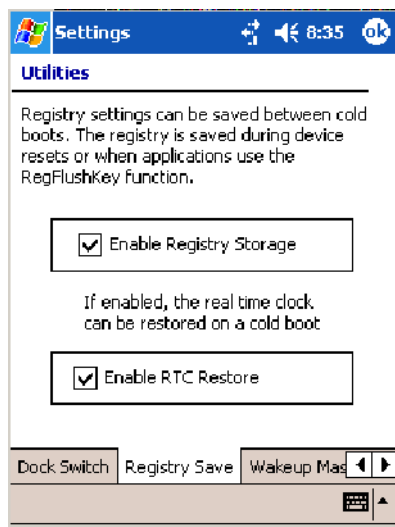 Settings 8:35 ok
Utilities
Registry settings can be saved between cold
boots. The registry is saved during device
resets or when applications use the
RegFlushKey function.
Enable Registry Storage
If enabled, the real time clock
can be restored on a cold boot
Enable RTC Restore
Dock Switch Registry Save Wakeup Mas